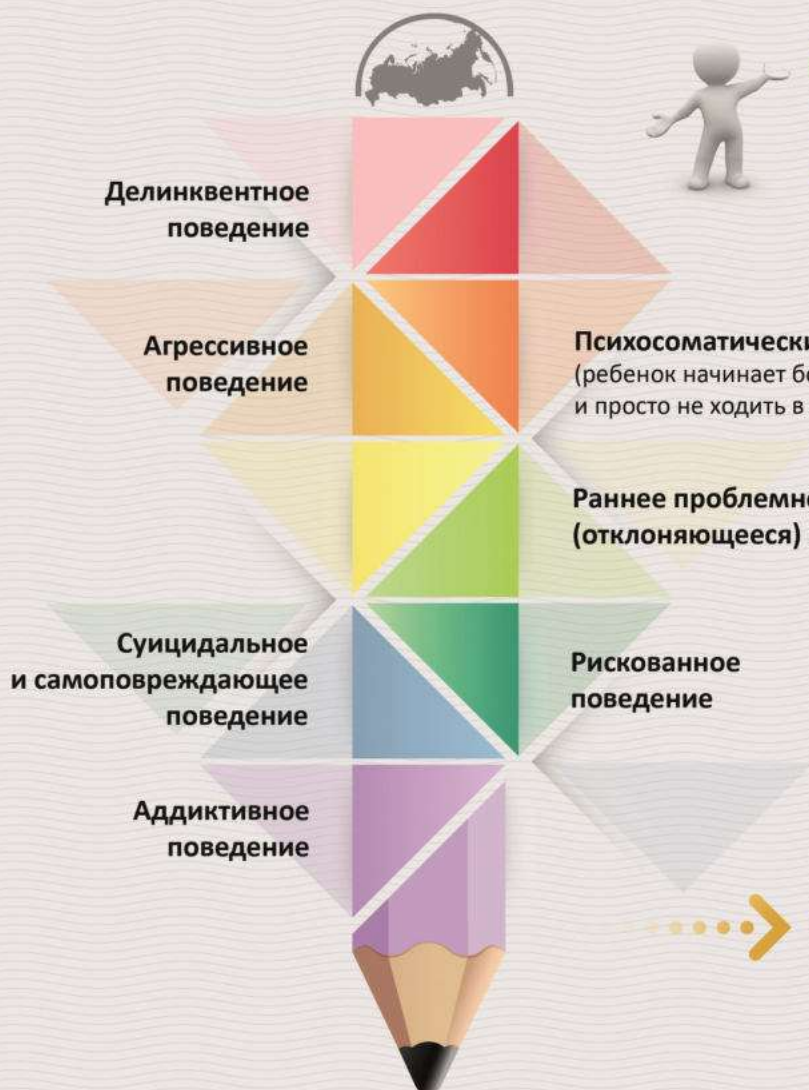 Делинквентное
поведение
Агрессивное
поведение
Психосоматически
(ребенок начинает
и просто не ходить в
Раннее проблемно
(отклоняющееся)
Суицидальное
и самоповреждающее
поведение
Рискованное
поведение
Аддиктивное
поведение